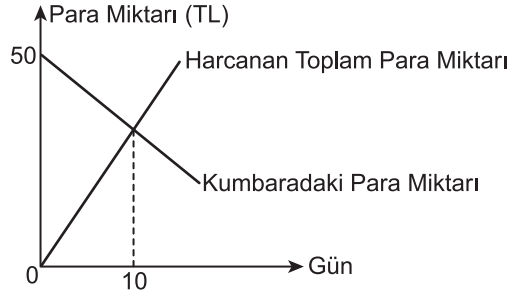 Para Miktarı (TL)
50
Harcanan Toplam Para Miktarı
Kumbaradaki Para Miktarı
0
10
Gün